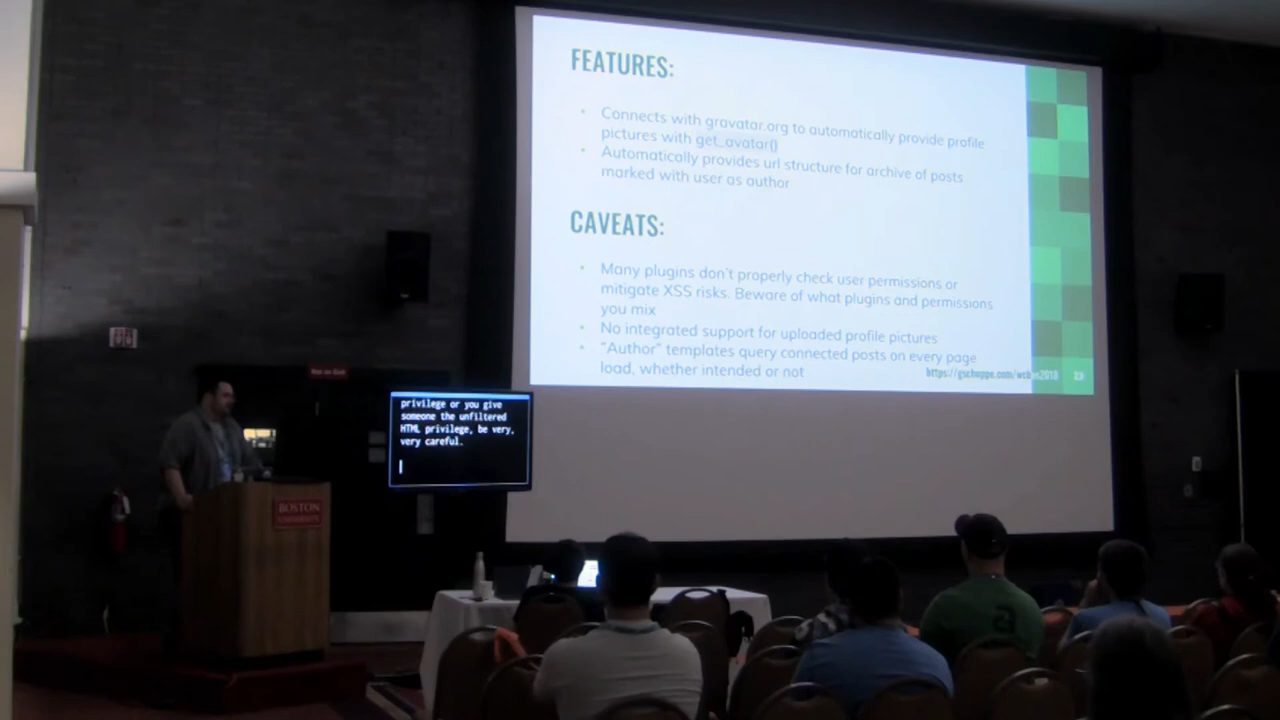 FEATURES:
Connects with gravatar.org to automatically provide profile
pictures with get_avatar()
Automatically provides url structure for archive of posts
marked with user as author
CAVEATS:
Many plugins don't properly check user permissions or
mitigate XSS risks. Beware of what plugins and permissions
you mix
No integrated support for uploaded profile pictures
"Author" templates query connected posts on every page
load, whether intended or not
privilege or you give
someone the unfiltered
HTML privilege, be very,
very careful.
BOSTON
UNIVERSITY